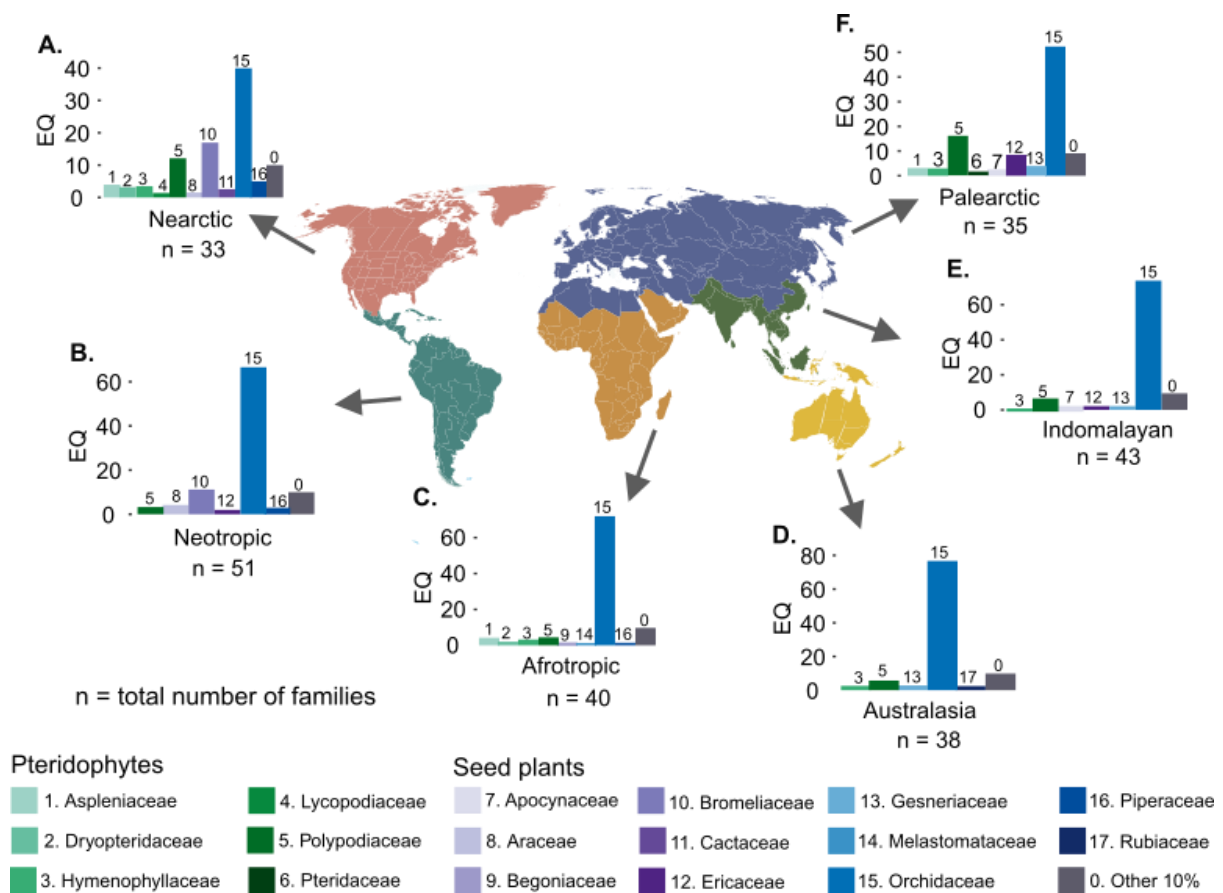 A.
EQ
40
30
20
10
0
1 2 3 4 5 8 10 11 15 16 0
Nearctic
n = 33
F.
EQ
50
40
30
20
10
0
1 3 5 6 7 12 13 15 0
Palearctic
n = 35
B.
EQ
60
40
20
0
5 8 10 12 15 16 0
Neotropic
n = 51
E.
EQ
60
40
20
0
3 5 7 12 13 15 0
Indomalayan
n = 43
C.
EQ
60
40
20
0
1 2 3 5 9 14 15 16 0
Afrotropic
n = 40
D.
EQ
80
60
40
20
0
3 5 13 15 17 0
Australasia
n = 38
n = total number of families
Pteridophytes
1. Aspleniaceae
2. Dryopteridaceae
3. Hymenophyllaceae
4. Lycopodiaceae
5. Polypodiaceae
6. Pteridaceae
Seed plants
7. Apocynaceae
8. Araceae
9. Begoniaceae
10. Bromeliaceae
11. Cactaceae
12. Ericaceae
13. Gesneriaceae
14. Melastomataceae
15. Orchidaceae
16. Piperaceae
17. Rubiaceae
0. Other 10%